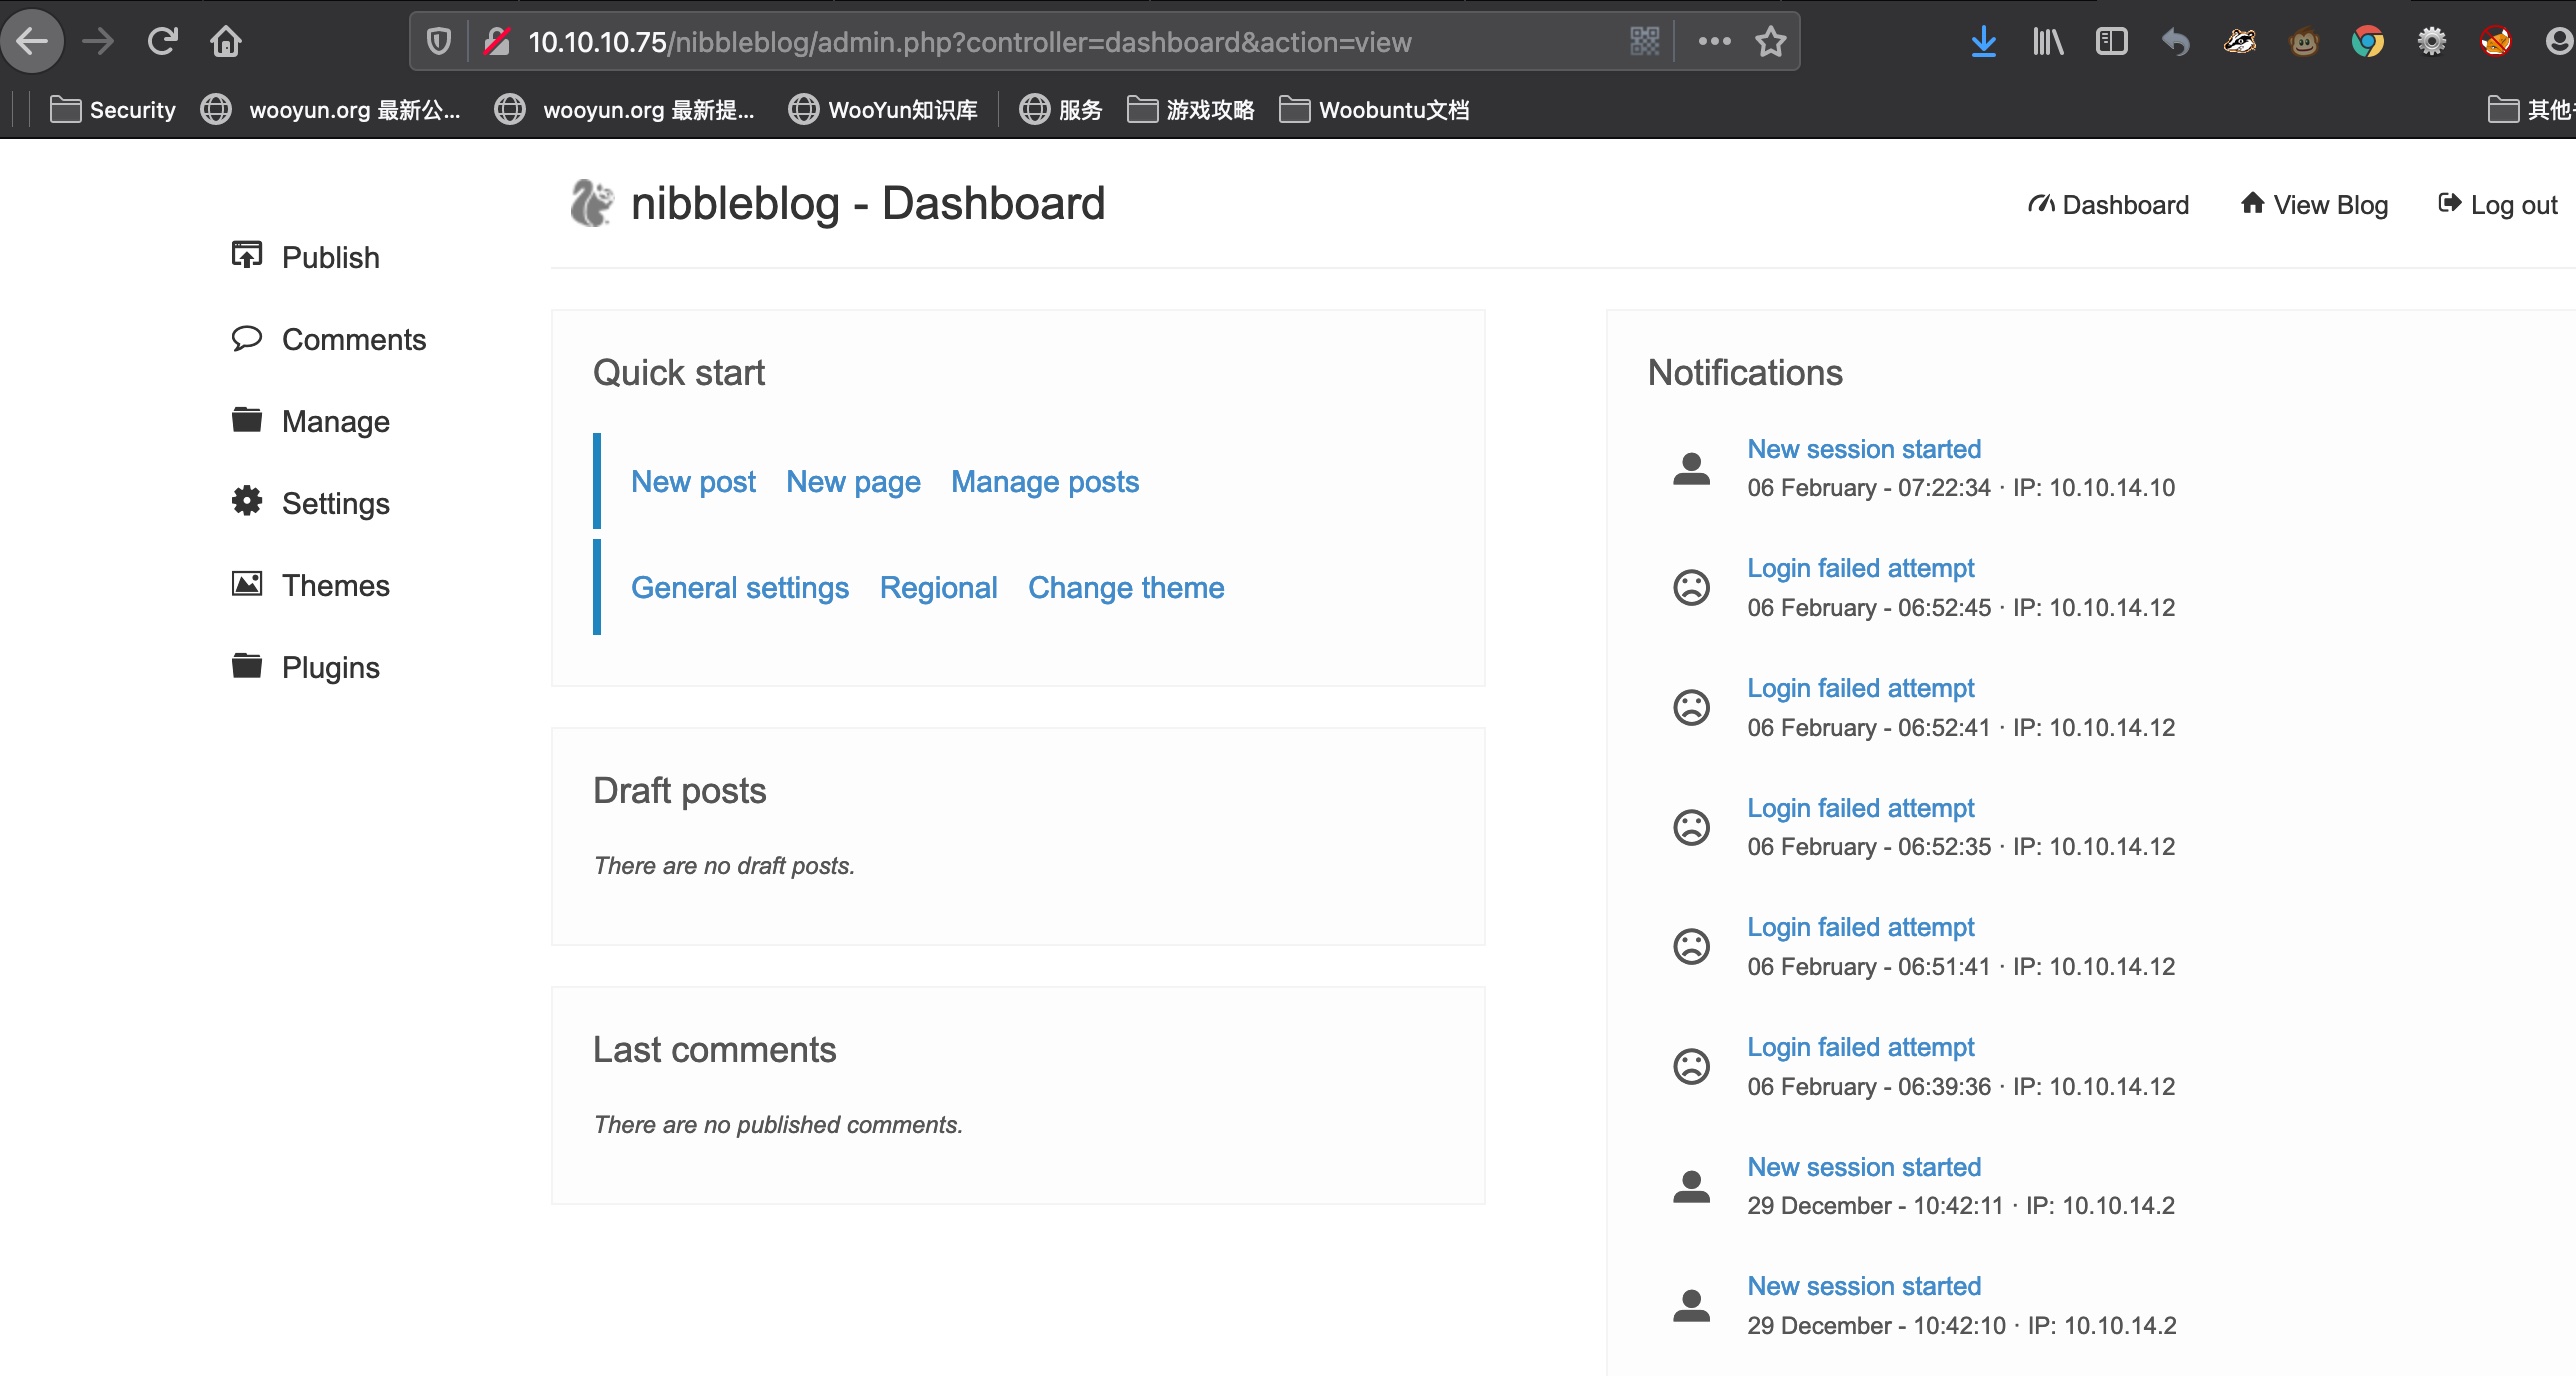 10.10.10.75/nibbleblog/admin.php?controller=dashboard&action=view
Security wooyun.org 最新公... wooyun.org 最新提... WooYun知识库 服务 游戏攻略 Woobuntu文档 其他
nibbleblog - Dashboard
Dashboard View Blog Log out
Publish
Comments
Manage
Settings
Themes
Plugins
Quick start
New post New page Manage posts
General settings Regional Change theme
Draft posts
There are no draft posts.
Last comments
There are no published comments.
Notifications
New session started
06 February - 07:22:34 · IP: 10.10.14.10
Login failed attempt
06 February - 06:52:45 · IP: 10.10.14.12
Login failed attempt
06 February - 06:52:41 · IP: 10.10.14.12
Login failed attempt
06 February - 06:52:35 · IP: 10.10.14.12
Login failed attempt
06 February - 06:51:41 · IP: 10.10.14.12
Login failed attempt
06 February - 06:39:36 · IP: 10.10.14.12
New session started
29 December - 10:42:11 · IP: 10.10.14.2
New session started
29 December - 10:42:10 · IP: 10.10.14.2